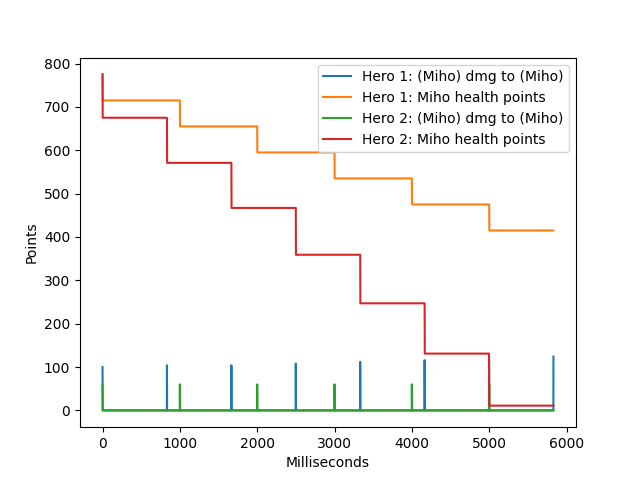 800
700
600
500
400
300
200
100
0
Points
Hero 1: (Miho) dmg to (Miho)
Hero 1: Miho health points
Hero 2: (Miho) dmg to (Miho)
Hero 2: Miho health points
0 1000 2000 3000 4000 5000 6000
Milliseconds